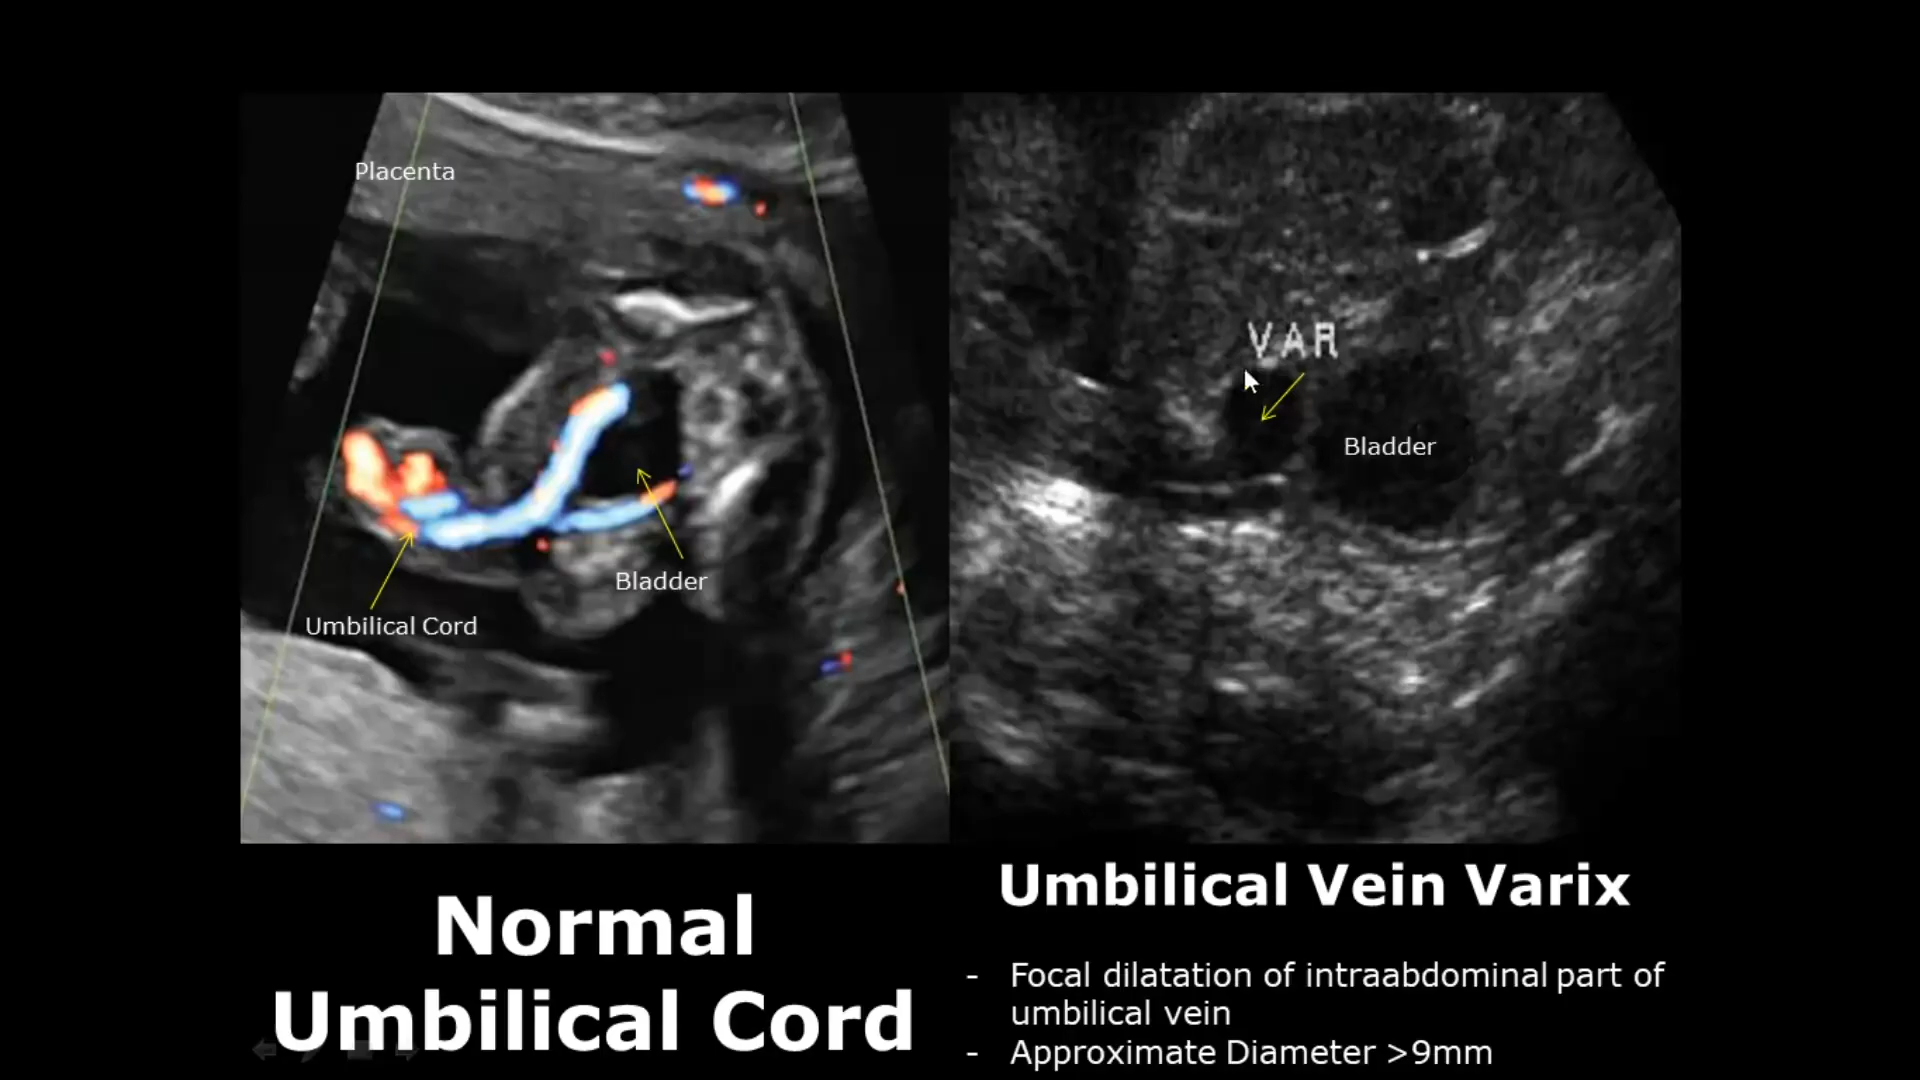 Placenta
Umbilical Cord
Bladder
VAR
Bladder
Normal
Umbilical Cord
Umbilical Vein Varix
- Focal dilatation of intraabdominal part of
umbilical vein
- Approximate Diameter >9mm